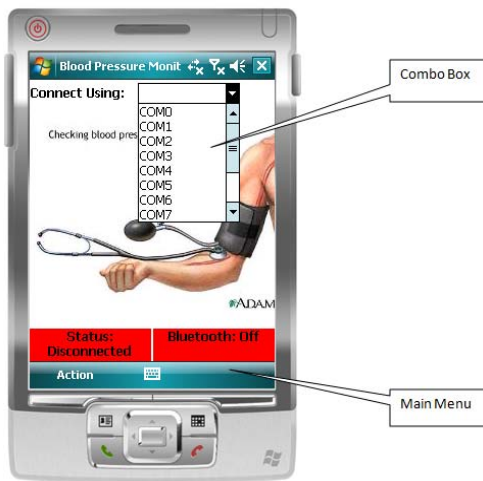 Blood Pressure Monit
Connect Using:
COM0
COM1
COM2
COM3
COM4
COM5
COM6
COM7
Checking blood pres
ADAM
Status:
Disconnected
Bluetooth: Off
Action
Combo Box
Main Menu